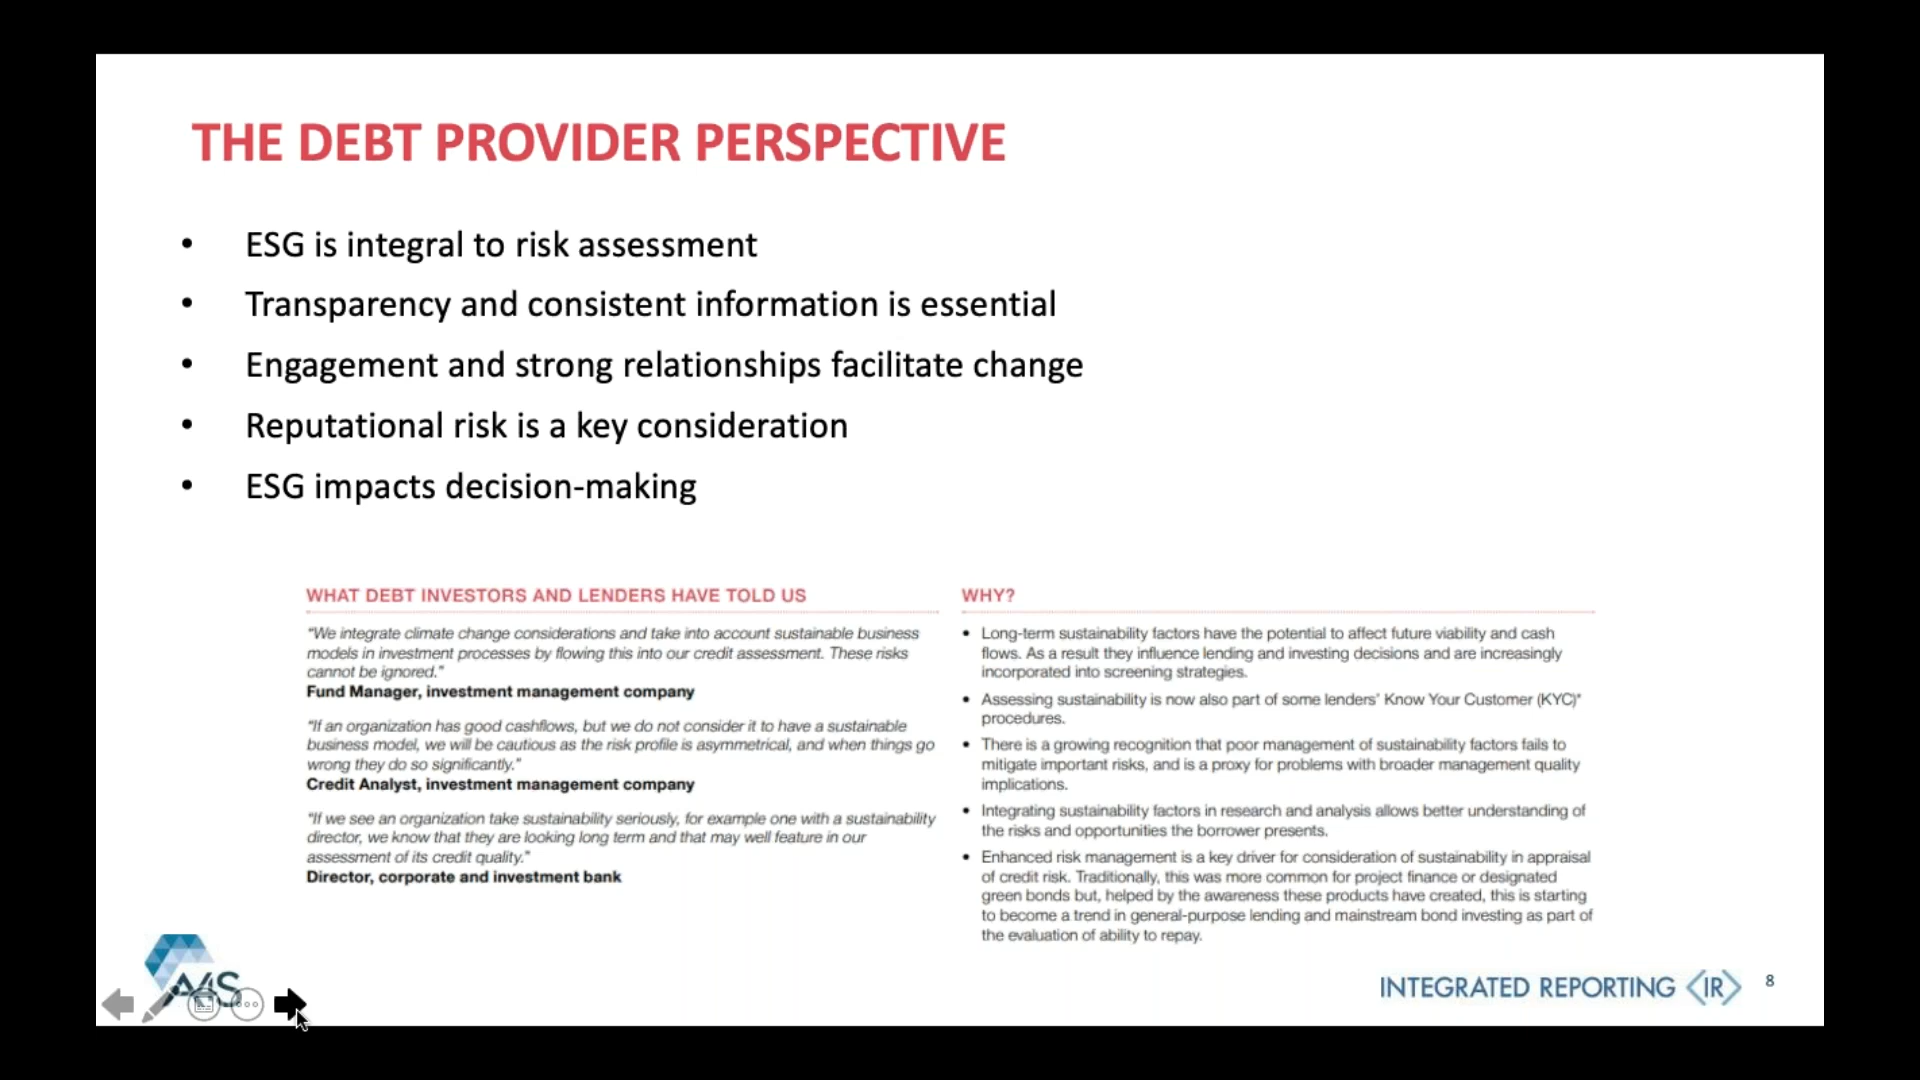 THE DEBT PROVIDER PERSPECTIVE
• ESG is integral to risk assessment
• Transparency and consistent information is essential
• Engagement and strong relationships facilitate change
• Reputational risk is a key consideration
• ESG impacts decision-making
WHAT DEBT INVESTORS AND LENDERS HAVE TOLD US
“We integrate climate change considerations and take into account sustainable business
models in investment processes by flowing this into our credit assessment. These risks
cannot be ignored.”
Fund Manager, investment management company
“If an organization has good cashflows, but we do not consider it to have a sustainable
business model, we will be cautious as the risk profile is asymmetrical, and when things go
wrong they do so significantly.”
Credit Analyst, investment management company
“If we see an organization take sustainability seriously, for example one with a sustainability
director, we know that they are looking long term and that may well feature in our
assessment of its credit quality.”
Director, corporate and investment bank
WHY?
• Long-term sustainability factors have the potential to affect future viability and cash
flows. As a result they influence lending and investing decisions and are increasingly
incorporated into screening strategies.
• Assessing sustainability is now also part of some lenders’ Know Your Customer (KYC)*
procedures.
• There is a growing recognition that poor management of sustainability factors fails to
mitigate important risks, and is a proxy for problems with broader management quality
implications.
• Integrating sustainability factors in research and analysis allows better understanding of
the risks and opportunities the borrower presents.
• Enhanced risk management is a key driver for consideration of sustainability in appraisal
of credit risk. Traditionally, this was more common for project finance or designated
green bonds but, helped by the awareness these products have created, this is starting
to become a trend in general-purpose lending and mainstream bond investing as part of
the evaluation of ability to repay.
A4S
INTEGRATED REPORTING <IR>
8